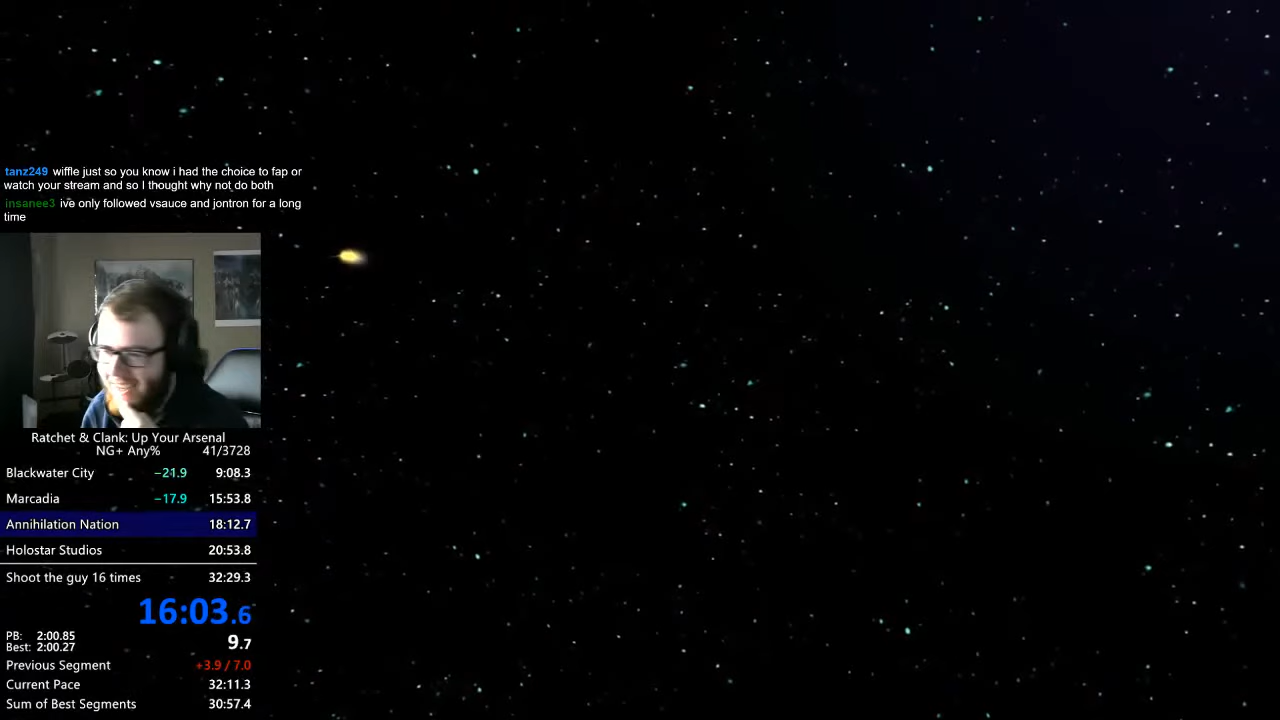 tanz249 wiffle just so you know i had the choice to fap or
watch your stream and so I thought why not do both
insanee3 ive only followed vsauce and jontron for a long
time
Ratchet & Clank: Up Your Arsenal
NG+ Any% 41/3728
Blackwater City −21.9 9:08.3
Marcadia −17.9 15:53.8
Annihilation Nation 18:12.7
Holostar Studios 20:53.8
Shoot the guy 16 times 32:29.3
16:03.6
PB: 2:00.85
Best: 2:00.27
9.7
Previous Segment +3.9 / 7.0
Current Pace 32:11.3
Sum of Best Segments 30:57.4